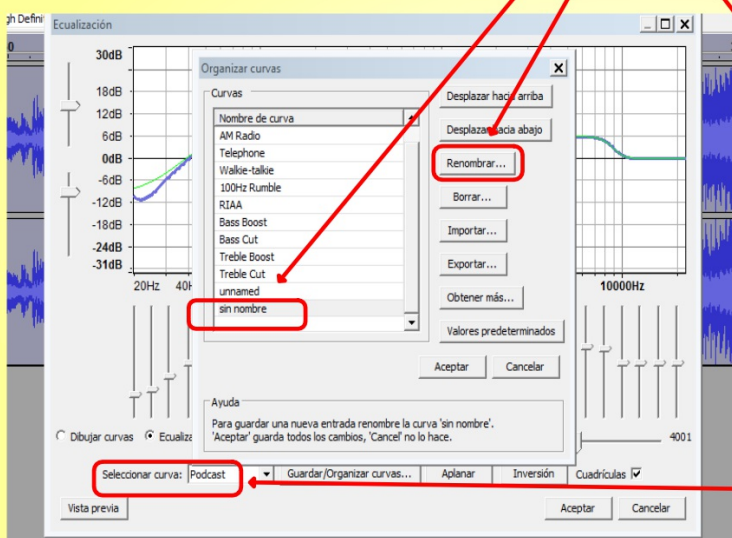 gh Defini
Ecualización
0
30dB
18dB
12dB
6dB
0dB
-6dB
-12dB
-18dB
-24dB
-31dB
20Hz
10000Hz
Organizar curvas
Curvas
Nombre de curva
AM Radio
Telephone
Walkie-talkie
100Hz Rumble
RIAA
Bass Boost
Bass Cut
Treble Boost
Treble Cut
unnamed
sin nombre
Desplazar hacia arriba
Desplazar hacia abajo
Renombrar...
Borrar...
Importar...
Exportar...
Obtener más...
Valores predeterminados
Aceptar Cancelar
Ayuda
Para guardar una nueva entrada renombre la curva 'sin nombre'.
'Aceptar' guarda todos los cambios, 'Cancel' no lo hace.
Dibujar curvas Ecualiza 4001
Seleccionar curva: Podcast Guardar/Organizar curvas... Aplanar Inversión Cuadrículas
Vista previa Aceptar Cancelar